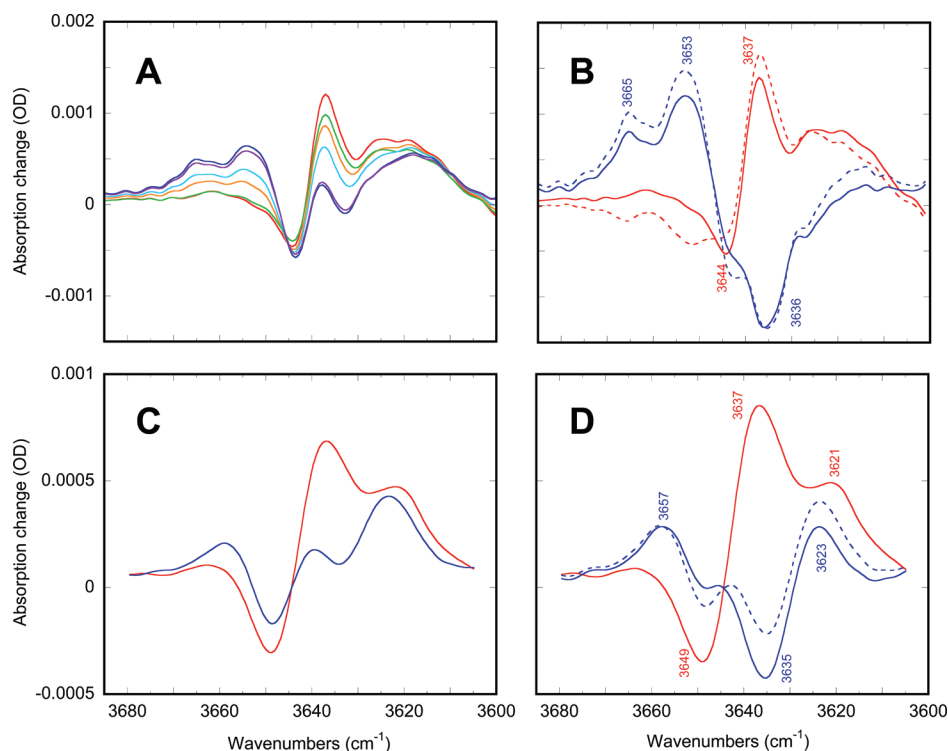 A
B
0.002
0.001
0
-0.001
Absorption change (OD)
3665
3653
3637
3644
3636
C
D
0.001
0.0005
0
-0.0005
Absorption change (OD)
3657
3649
3637
3621
3623
3635
3680 3660 3640 3620 3600
3680 3660 3640 3620 3600
Wavenumbers (cm⁻¹)
Wavenumbers (cm⁻¹)